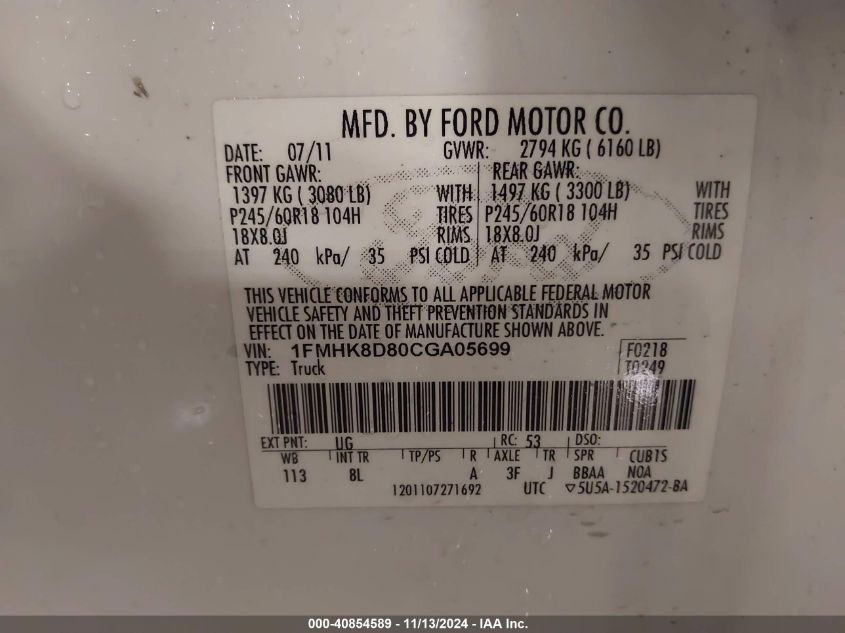 MFD. BY FORD MOTOR CO.
DATE: 07/11 GVWR: 2794 KG ( 6160 LB)
FRONT GAWR: REAR GAWR:
1397 KG ( 3080 LB) WITH 1497 KG ( 3300 LB) WITH
P245/60R18 104H TIRES P245/60R18 104H TIRES
18X8.0J RIMS 18X8.0J RIMS
AT 240 kPa/ 35 PSI COLD AT 240 kPa/ 35 PSI COLD
THIS VEHICLE CONFORMS TO ALL APPLICABLE FEDERAL MOTOR
VEHICLE SAFETY AND THEFT PREVENTION STANDARDS IN
EFFECT ON THE DATE OF MANUFACTURE SHOWN ABOVE.
VIN: 1FMHK8D80CGA05699 F0218
TYPE: Truck T0249
EXT PNT: UG RC: 53 DSO:
WB INT TR TP/PS R AXLE TR SPR CUB1S
113 8L A 3F J BBAA NOA
1201107271692 UTC ▽5U5A-1520472-BA
Ford
000-40854589 - 11/13/2024 - IAA Inc.